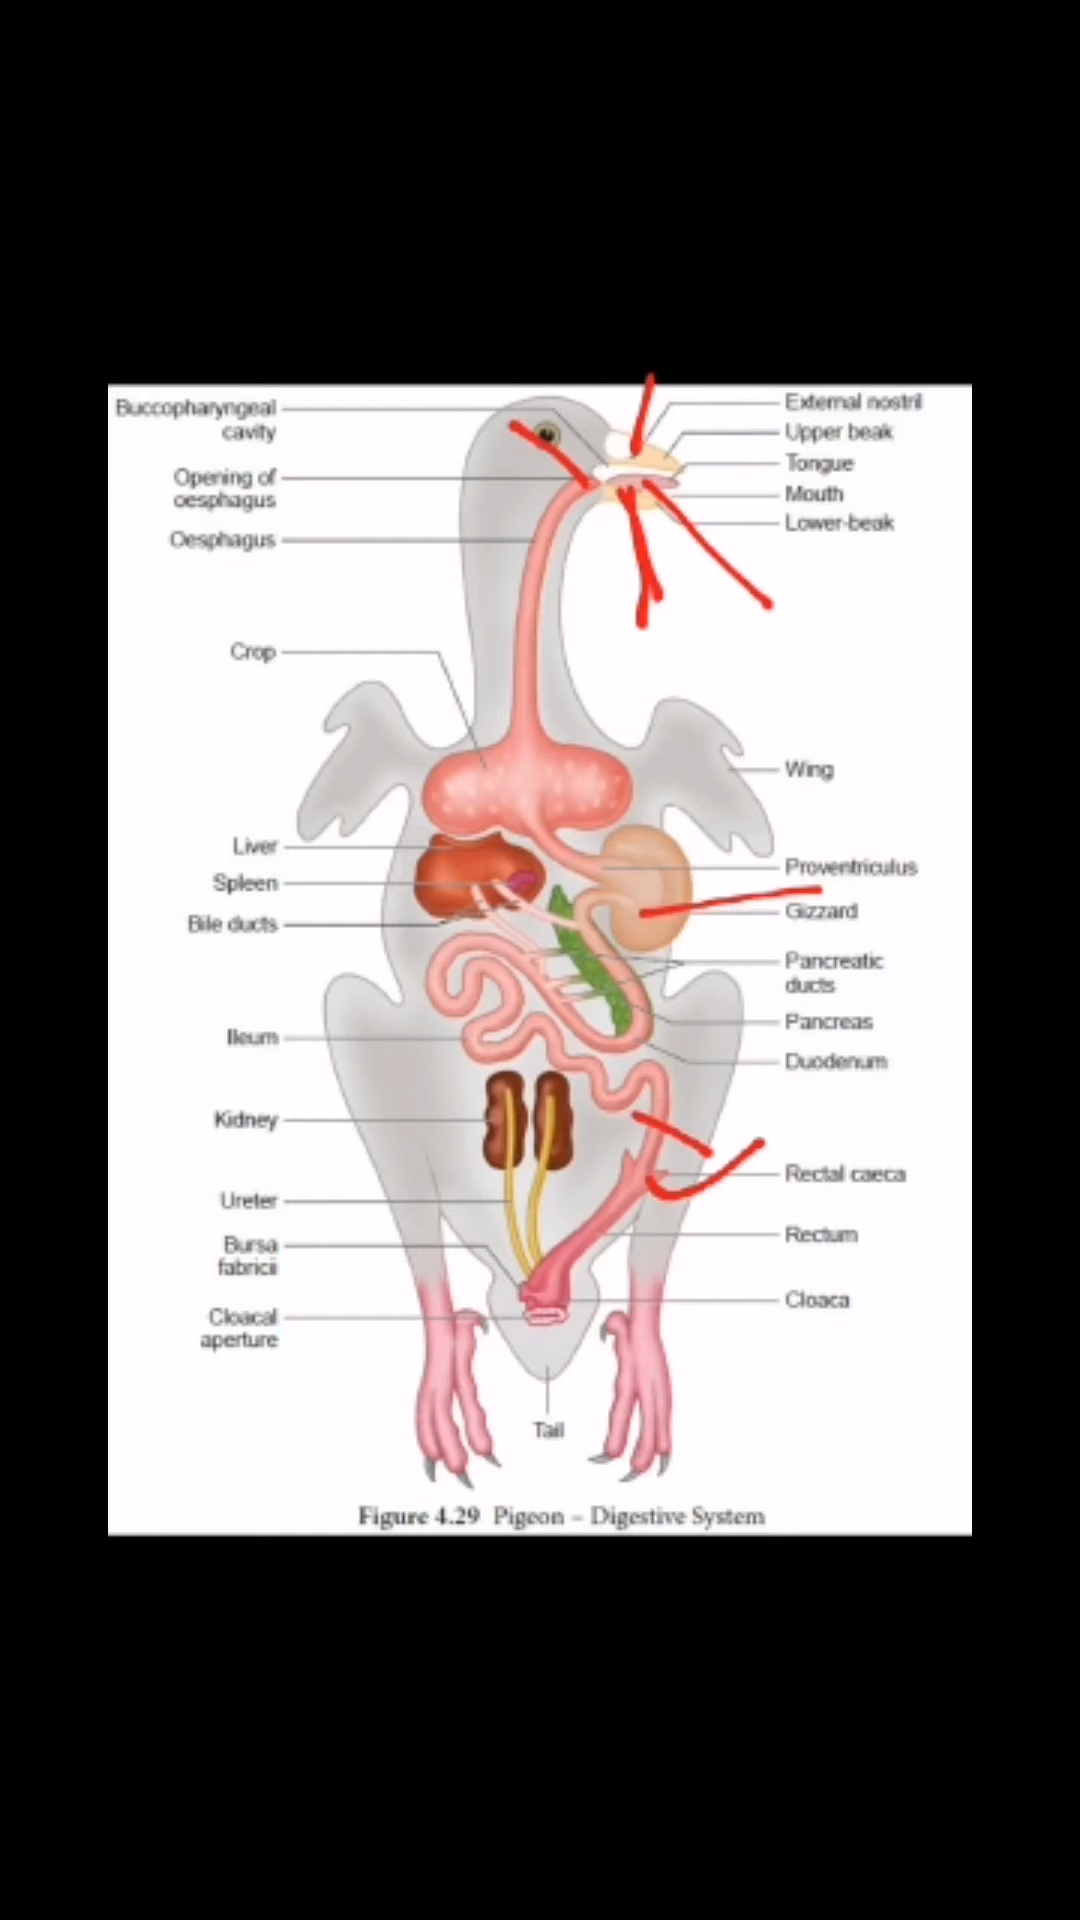 Buccopharyngeal
cavity
Opening of
oesphagus
Oesphagus
Crop
Liver
Spleen
Bile ducts
Ileum
Kidney
Ureter
Bursa
fabricii
Cloacal
aperture
External nostril
Upper beak
Tongue
Mouth
Lower-beak
Wing
Proventriculus
Gizzard
Pancreatic
ducts
Pancreas
Duodenum
Rectal caeca
Rectum
Cloaca
Tail
Figure 4.29 Pigeon – Digestive System